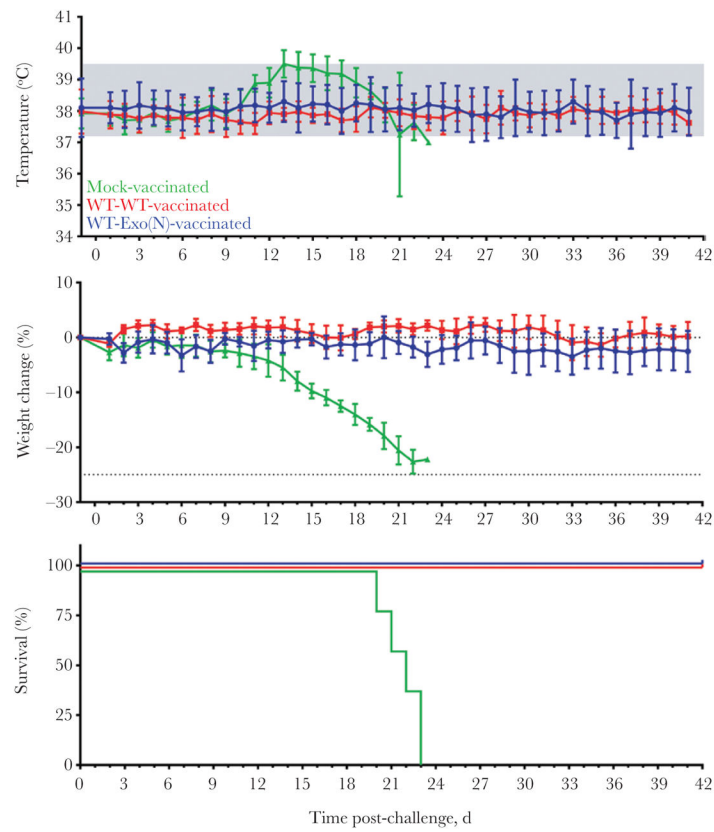 41
40
39
38
37
36
35
34
Temperature (°C)
Mock-vaccinated
WT-WT-vaccinated
WT-Exo(N)-vaccinated
0 3 6 9 12 15 18 21 24 27 30 33 36 39 42
10
0
–10
–20
–30
Weight change (%)
0 3 6 9 12 15 18 21 24 27 30 33 36 39 42
100
75
50
25
0
Survival (%)
0 3 6 9 12 15 18 21 24 27 30 33 36 39 42
Time post-challenge, d